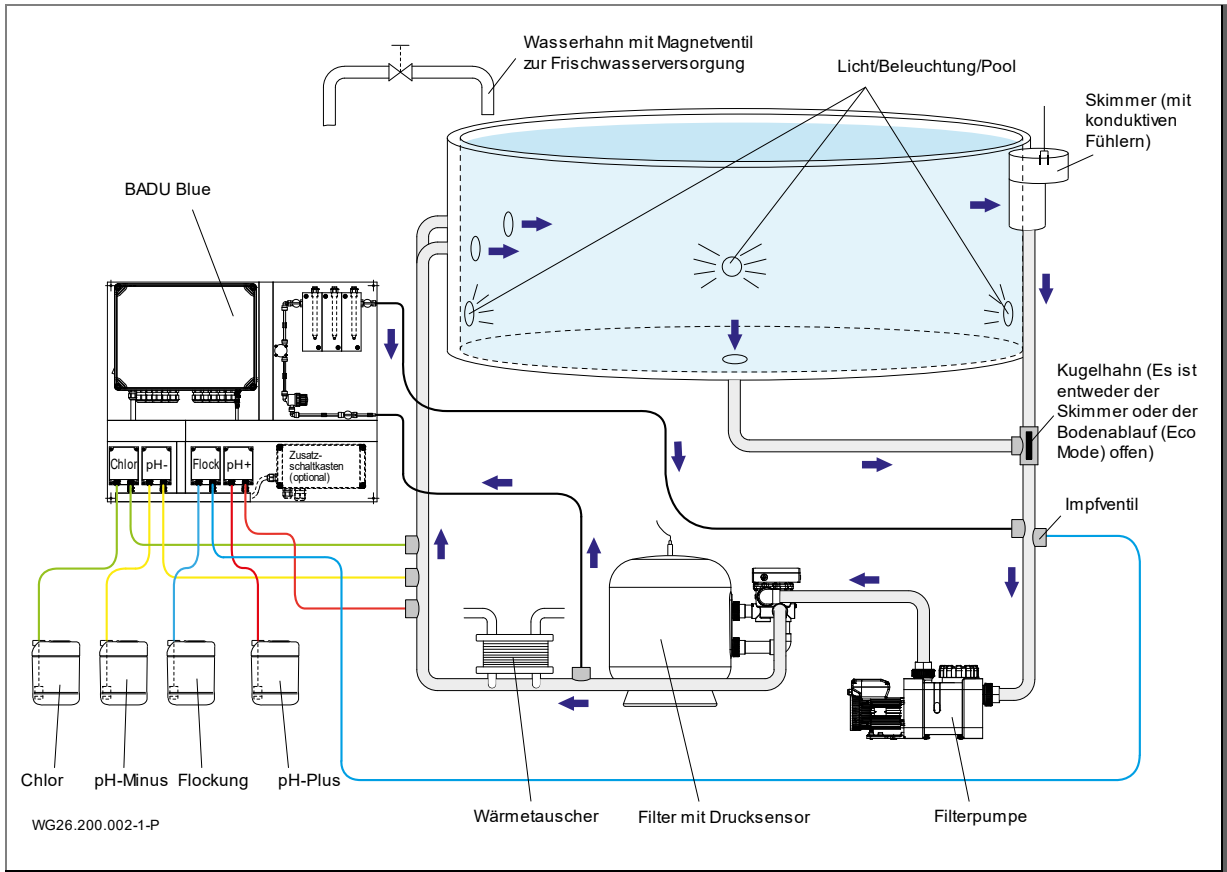 Wasserhahn mit Magnetventil
zur Frischwasserversorgung
Licht/Beleuchtung/Pool
Skimmer (mit
konduktiven
Fühlern)
BADU Blue
Kugelhahn (Es ist
entweder der
Skimmer oder der
Bodenablauf (Eco
Mode) offen)
Chlor
pH-
Flock
pH+
Zusatz-
schaltkasten
(optional)
Impfventil
Chlor
pH-Minus
Flockung
pH-Plus
Wärmetauscher
Filter mit Drucksensor
Filterpumpe
WG26.200.002-1-P